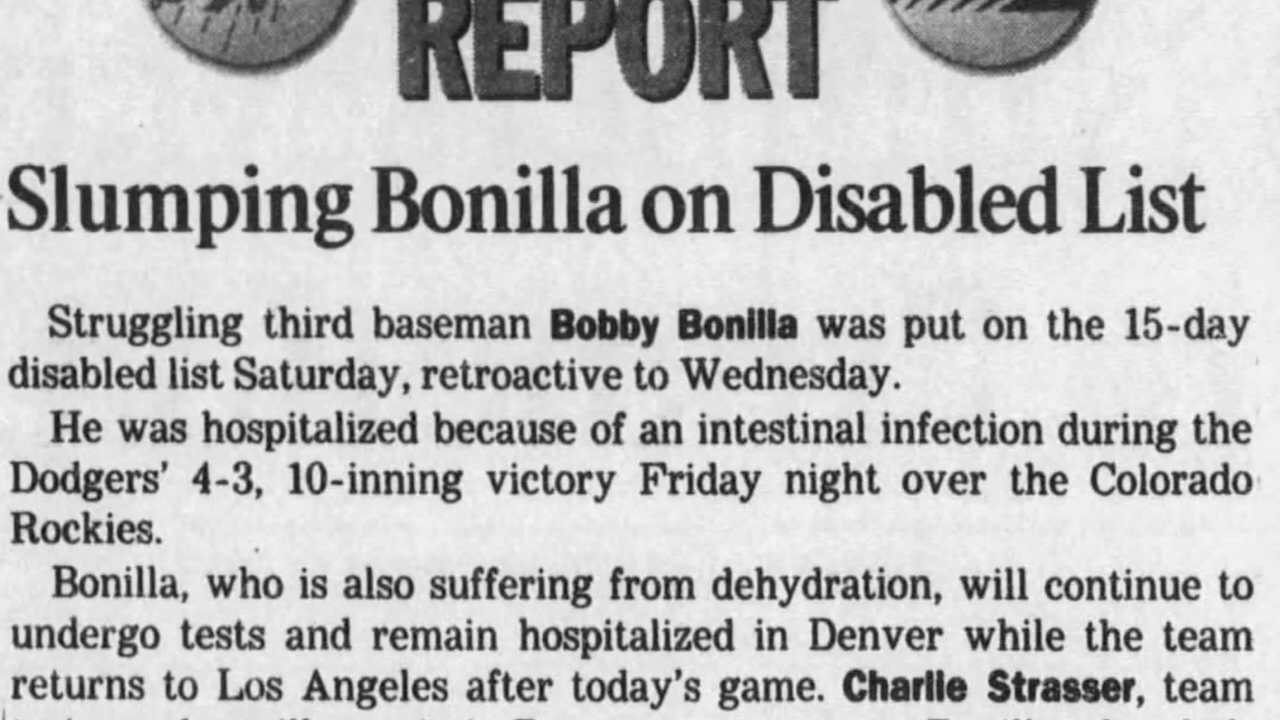 REPORT
Slumping Bonilla on Disabled List
Struggling third baseman Bobby Bonilla was put on the 15-day
disabled list Saturday, retroactive to Wednesday.
He was hospitalized because of an intestinal infection during the
Dodgers' 4-3, 10-inning victory Friday night over the Colorado
Rockies.
Bonilla, who is also suffering from dehydration, will continue to
undergo tests and remain hospitalized in Denver while the team
returns to Los Angeles after today's game. Charlie Strasser, team